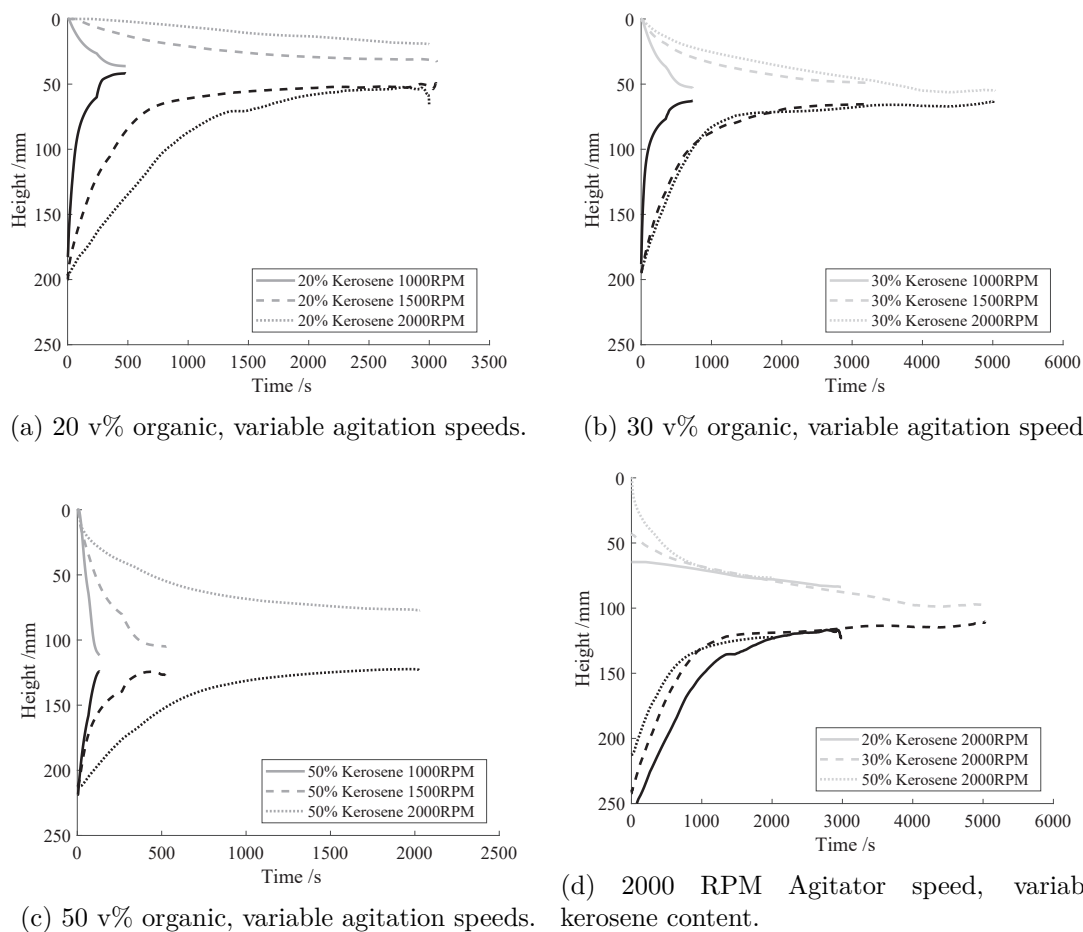 0
50
100
150
200
250
Height /mm
20% Kerosene 1000RPM
20% Kerosene 1500RPM
20% Kerosene 2000RPM
0 500 1000 1500 2000 2500 3000 3500
Time /s
(a) 20 v% organic, variable agitation speeds.
0
50
100
150
200
250
Height /mm
30% Kerosene 1000RPM
30% Kerosene 1500RPM
30% Kerosene 2000RPM
0 1000 2000 3000 4000 5000 6000
Time /s
(b) 30 v% organic, variable agitation speed
0
50
100
150
200
250
Height /mm
50% Kerosene 1000RPM
50% Kerosene 1500RPM
50% Kerosene 2000RPM
0 500 1000 1500 2000 2500
Time /s
(c) 50 v% organic, variable agitation speeds.
0
50
100
150
200
250
Height /mm
20% Kerosene 2000RPM
30% Kerosene 2000RPM
50% Kerosene 2000RPM
0 1000 2000 3000 4000 5000 6000
Time /s
(d) 2000 RPM Agitator speed, variab
kerosene content.